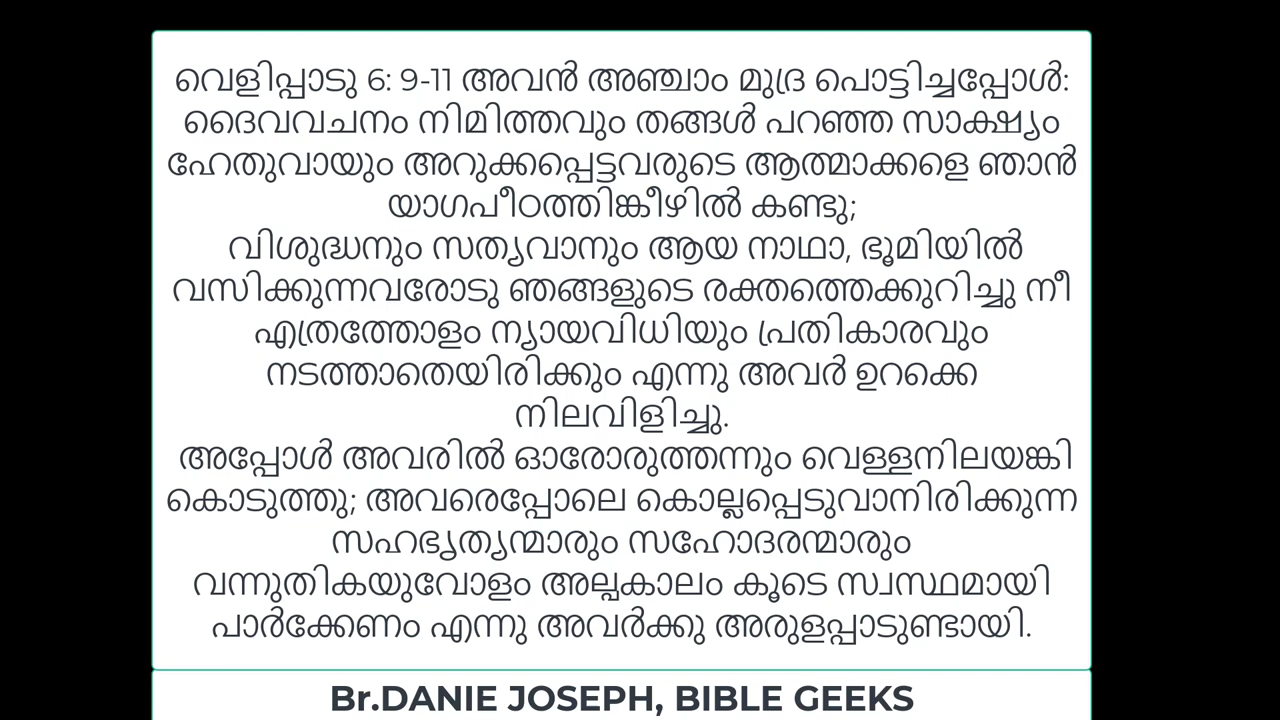 വെളിപ്പാടു 6: 9-11 അവൻ അഞ്ചാം മുദ്ര പൊട്ടിച്ചപ്പോൾ:
ദൈവവചനം നിമിത്തവും തങ്ങൾ പറഞ്ഞ സാക്ഷ്യം
ഹേതുവായും അറുക്കപ്പെട്ടവരുടെ ആത്മാക്കളെ ഞാൻ
യാഗപീഠത്തിങ്കീഴിൽ കണ്ടു;
വിശുദ്ധനും സത്യവാനും ആയ നാഥാ, ഭൂമിയിൽ
വസിക്കുന്നവരോടു ഞങ്ങളുടെ രക്തത്തെക്കുറിച്ചു നീ
എത്രത്തോളം ന്യായവിധിയും പ്രതികാരവും
നടത്താതെയിരിക്കും എന്നു അവർ ഉറക്കെ
നിലവിളിച്ചു.
അപ്പോൾ അവരിൽ ഓരോരുത്തന്നും വെള്ളനിലയങ്കി
കൊടുത്തു; അവരെപ്പോലെ കൊല്ലപ്പെടുവാനിരിക്കുന്ന
സഹഭൃത്യന്മാരും സഹോദരന്മാരും
വന്നുതികയുവോളം അല്പകാലം കൂടെ സ്വസ്ഥമായി
പാർക്കേണം എന്നു അവർക്കു അരുളപ്പാടുണ്ടായി.
Br.DANIE JOSEPH, BIBLE GEEKS